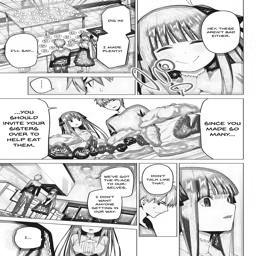 HEY, THESE
AREN'T BAD
EITHER.
DIG IN!
I MADE
PLENTY!
I'LL SAY...
SINCE YOU
MADE SO
MANY...
...YOU
SHOULD
INVITE YOUR
SISTERS
OVER TO
HELP EAT
THEM.
DON'T
TALK LIKE
THAT.
WE'VE GOT
THE PLACE
TO OUR-
SELVES.
I DON'T
WANT
ANYONE
GETTING IN
OUR WAY.
I...